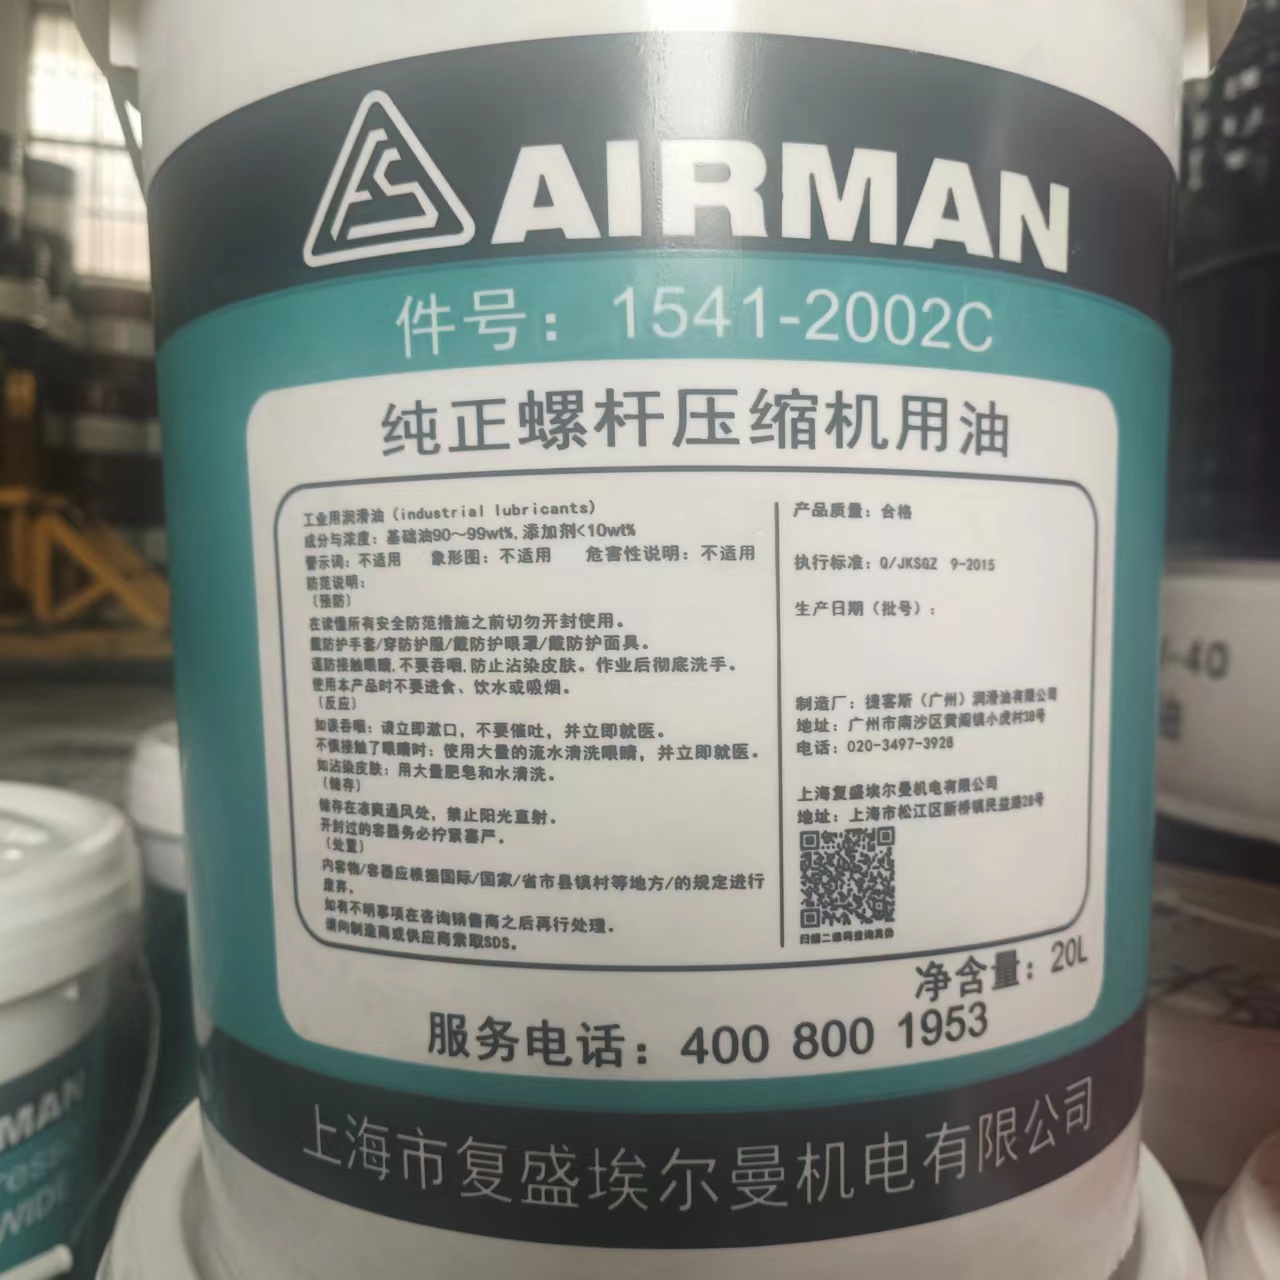 AIRMAN
件号：1541-2002C
纯正螺杆压缩机用油
工业用润滑油 (industrial lubricants)
成分与浓度：基础油90～99wt%, 添加剂<10wt%
警示词：不适用 象形图：不适用 危害性说明：不适用
防范说明：
(预防)
在读懂所有安全防范措施之前切勿开封使用。
戴防护手套/穿防护服/戴防护眼罩/戴防护面具。
谨防接触眼睛,不要吞咽,防止沾染皮肤。作业后彻底洗手。
使用本产品时不要进食、饮水或吸烟。
(反应)
如误吞咽：请立即漱口，不要催吐，并立即就医。
不慎接触了眼睛时：使用大量的流水清洗眼睛，并立即就医。
如沾染皮肤：用大量肥皂和水清洗。
(储存)
储存在凉爽通风处，禁止阳光直射。
开封过的容器务必拧紧塞严。
(处置)
内容物/容器应根据国际/国家/省市县镇村等地方/的规定进行
废弃。
如有不明事项在咨询销售商之后再行处理。
请向制造商或供应商索取SDS。
产品质量：合格
执行标准：Q/JKSGZ 9-2015
生产日期（批号）：
制造厂：捷客斯（广州）润滑油有限公司
地址：广州市南沙区黄阁镇小虎村38号
电话：020-3497-3928
上海复盛埃尔曼机电有限公司
地址：上海市松江区新桥镇民益路28号
扫描二维码查询真伪
净含量：20L
服务电话：400 800 1953
上海市复盛埃尔曼机电有限公司
-40
油
MAN
WIDE